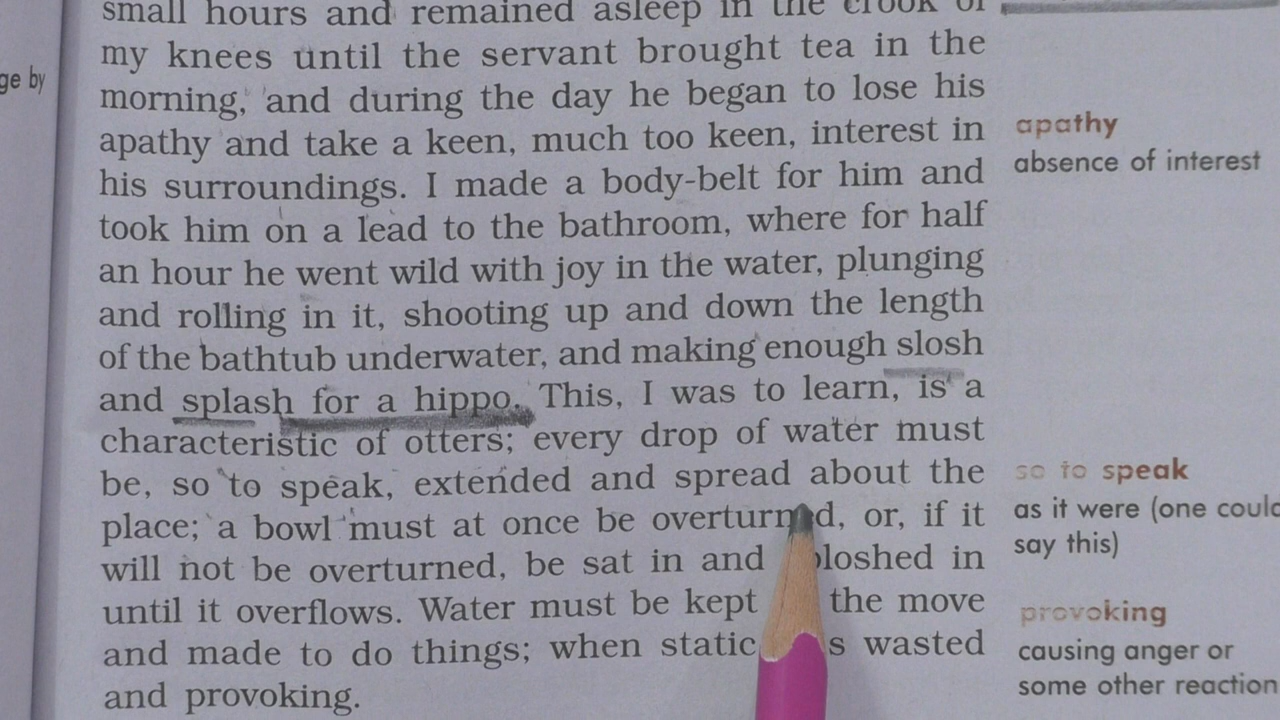 small hours and remained asleep in the crook of
my knees until the servant brought tea in the
morning, and during the day he began to lose his
apathy and take a keen, much too keen, interest in
his surroundings. I made a body-belt for him and
took him on a lead to the bathroom, where for half
an hour he went wild with joy in the water, plunging
and rolling in it, shooting up and down the length
of the bathtub underwater, and making enough slosh
and splash for a hippo. This, I was to learn, is a
characteristic of otters; every drop of water must
be, so to speak, extended and spread about the
place; a bowl must at once be overturned, or, if it
will not be overturned, be sat in and sploshed in
until it overflows. Water must be kept the move
and made to do things; when static wasted
and provoking.
ge by
apathy
absence of interest
so to speak
as it were (one could
say this)
provoking
causing anger or
some other reaction